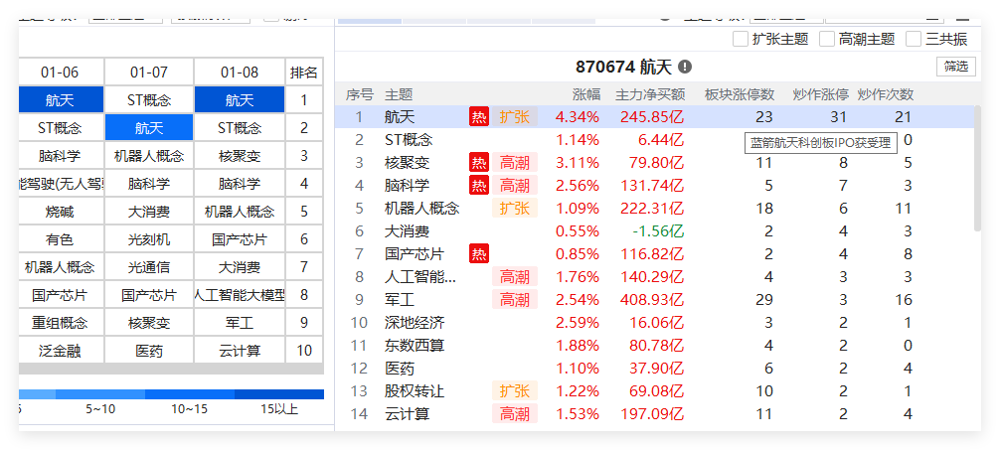 扩张主题 高潮主题 三共振
870674 航天
筛选
01-06 01-07 01-08 排名
航天 ST概念 航天 1
ST概念 航天 ST概念 2
脑科学 机器人概念 核聚变 3
能驾驶(无人驾驶 脑科学 脑科学 4
烧碱 大消费 机器人概念 5
有色 光刻机 国产芯片 6
机器人概念 光通信 大消费 7
国产芯片 国产芯片 人工智能大模型 8
重组概念 核聚变 军工 9
泛金融 医药 云计算 10
5~10 10~15 15以上
序号 主题 涨幅 主力净买额 板块涨停数 炒作涨停 炒作次数
1 航天 热 扩张 4.34% 245.85亿 23 31 21
2 ST概念 1.14% 6.44亿 0
蓝箭航天科创板IPO获受理
3 核聚变 热 高潮 3.11% 79.80亿 11 8 5
4 脑科学 热 高潮 2.56% 131.74亿 5 7 3
5 机器人概念 扩张 1.09% 222.31亿 18 6 11
6 大消费 0.55% -1.56亿 2 4 3
7 国产芯片 热 0.85% 116.82亿 2 4 8
8 人工智能... 高潮 1.76% 140.29亿 4 3 3
9 军工 高潮 2.54% 408.93亿 29 3 16
10 深地经济 2.59% 16.06亿 3 2 1
11 东数西算 1.88% 80.78亿 4 2 0
12 医药 1.10% 37.90亿 6 2 4
13 股权转让 扩张 1.22% 69.08亿 10 2 1
14 云计算 高潮 1.53% 197.09亿 11 2 4